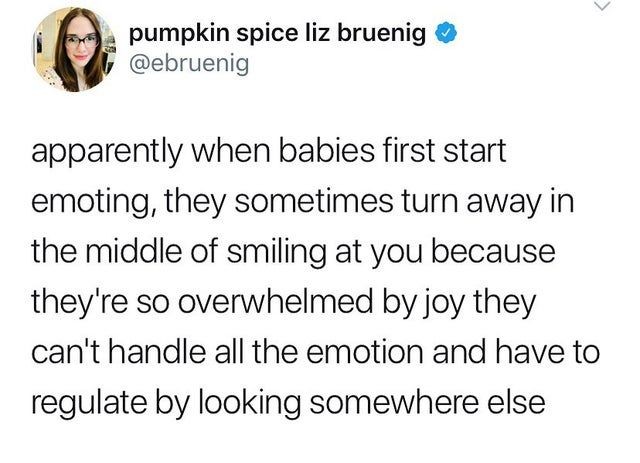 pumpkin spice liz bruenig
@ebruenig
apparently when babies first start
emoting, they sometimes turn away in
the middle of smiling at you because
they're so overwhelmed by joy they
can't handle all the emotion and have to
regulate by looking somewhere else